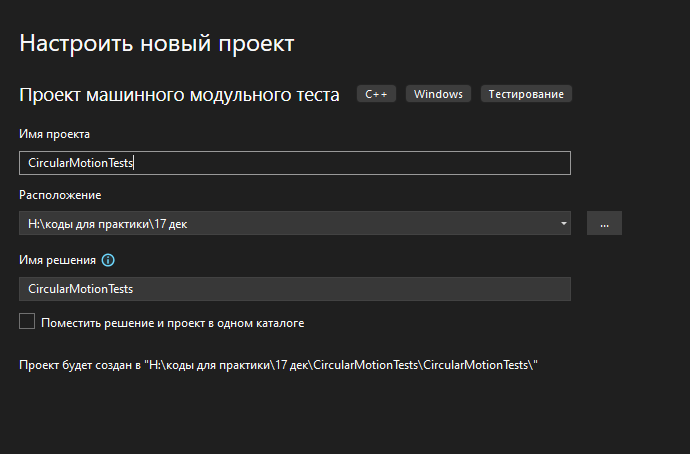 Настроить новый проект
Проект машинного модульного теста C++ Windows Тестирование
Имя проекта
CircularMotionTests
Расположение
H:\коды для практики\17 дек ...
Имя решения
CircularMotionTests
Поместить решение и проект в одном каталоге
Проект будет создан в "H:\коды для практики\17 дек\CircularMotionTests\CircularMotionTests\"